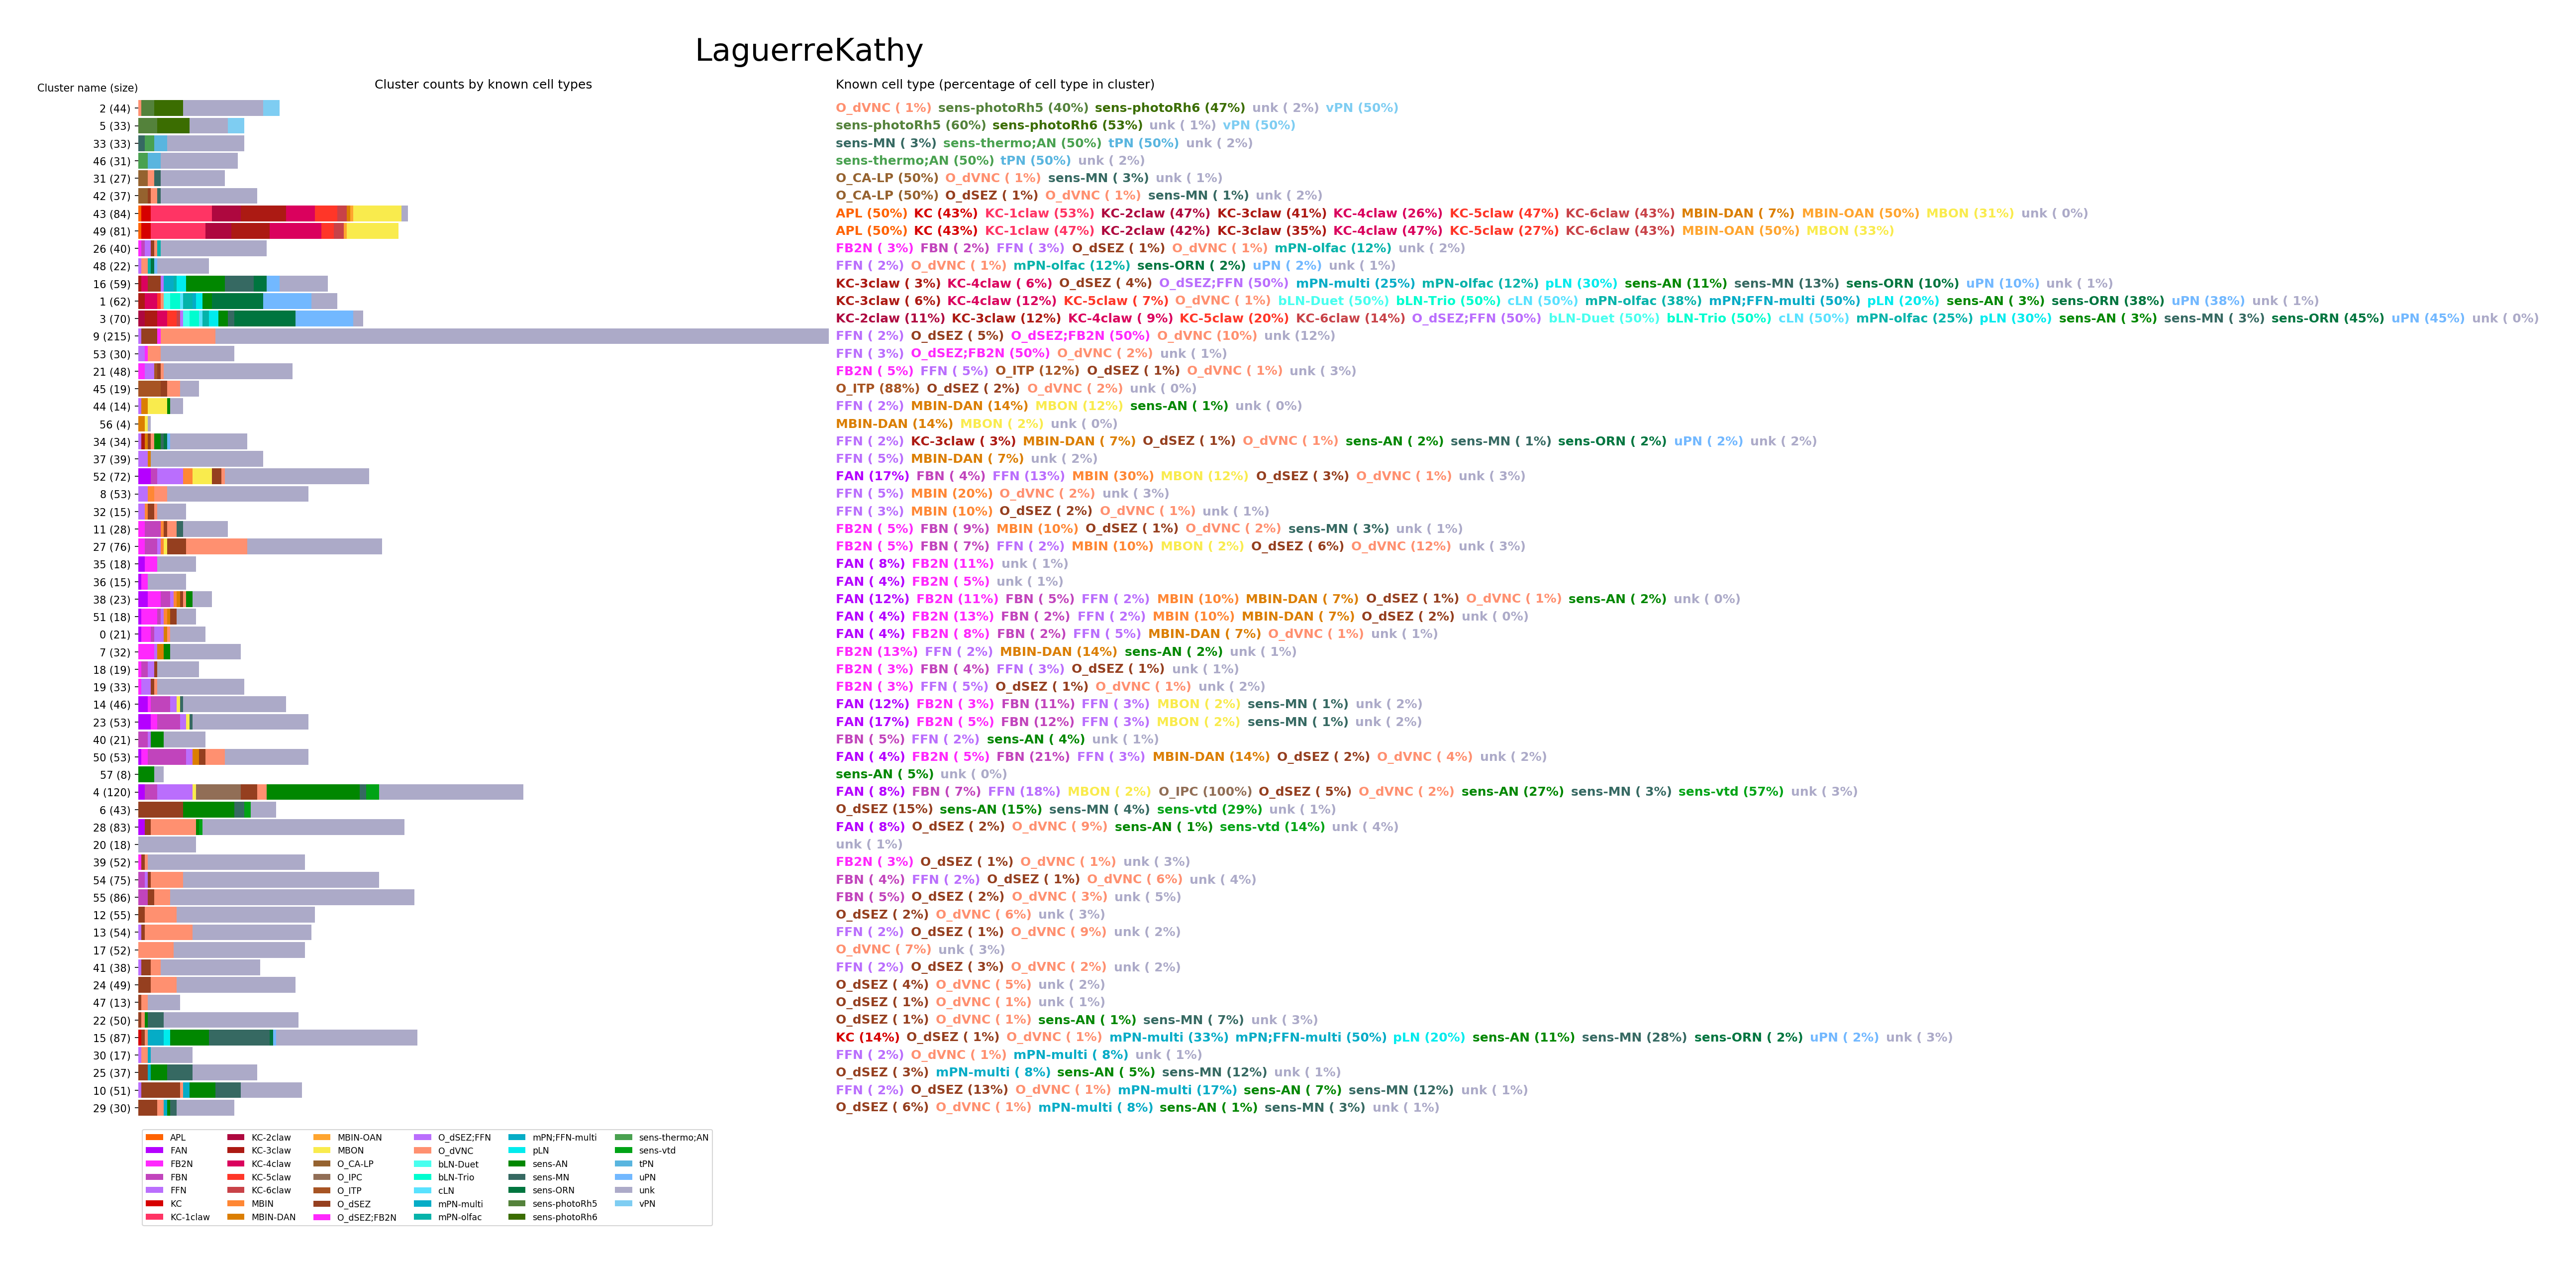 LaguerreKathy
Cluster name (size) Cluster counts by known cell types Known cell type (percentage of cell type in cluster)
2 (44) O_dVNC ( 1%) sens-photoRh5 (40%) sens-photoRh6 (47%) unk ( 2%) vPN (50%)
5 (33) sens-photoRh5 (60%) sens-photoRh6 (53%) unk ( 1%) vPN (50%)
33 (33) sens-MN ( 3%) sens-thermo;AN (50%) tPN (50%) unk ( 2%)
46 (31) sens-thermo;AN (50%) tPN (50%) unk ( 2%)
31 (27) O_CA-LP (50%) O_dVNC ( 1%) sens-MN ( 3%) unk ( 1%)
42 (37) O_CA-LP (50%) O_dSEZ ( 1%) O_dVNC ( 1%) sens-MN ( 1%) unk ( 2%)
43 (84) APL (50%) KC (43%) KC-1claw (53%) KC-2claw (47%) KC-3claw (41%) KC-4claw (26%) KC-5claw (47%) KC-6claw (43%) MBIN-DAN ( 7%) MBIN-OAN (50%) MBON (31%) unk ( 0%)
49 (81) APL (50%) KC (43%) KC-1claw (47%) KC-2claw (42%) KC-3claw (35%) KC-4claw (47%) KC-5claw (27%) KC-6claw (43%) MBIN-OAN (50%) MBON (33%)
26 (40) FB2N ( 3%) FBN ( 2%) FFN ( 3%) O_dSEZ ( 1%) O_dVNC ( 1%) mPN-olfac (12%) unk ( 2%)
48 (22) FFN ( 2%) O_dVNC ( 1%) mPN-olfac (12%) sens-ORN ( 2%) uPN ( 2%) unk ( 1%)
16 (59) KC-3claw ( 3%) KC-4claw ( 6%) O_dSEZ ( 4%) O_dSEZ;FFN (50%) mPN-multi (25%) mPN-olfac (12%) pLN (30%) sens-AN (11%) sens-MN (13%) sens-ORN (10%) uPN (10%) unk ( 1%)
1 (62) KC-3claw ( 6%) KC-4claw (12%) KC-5claw ( 7%) O_dVNC ( 1%) bLN-Duet (50%) bLN-Trio (50%) cLN (50%) mPN-olfac (38%) mPN;FFN-multi (50%) pLN (20%) sens-AN ( 3%) sens-ORN (38%) uPN (38%) unk ( 1%)
3 (70) KC-2claw (11%) KC-3claw (12%) KC-4claw ( 9%) KC-5claw (20%) KC-6claw (14%) O_dSEZ;FFN (50%) bLN-Duet (50%) bLN-Trio (50%) cLN (50%) mPN-olfac (25%) pLN (30%) sens-AN ( 3%) sens-MN ( 3%) sens-ORN (45%) uPN (45%) unk ( 0%)
9 (215) FFN ( 2%) O_dSEZ ( 5%) O_dSEZ;FB2N (50%) O_dVNC (10%) unk (12%)
53 (30) FFN ( 3%) O_dSEZ;FB2N (50%) O_dVNC ( 2%) unk ( 1%)
21 (48) FB2N ( 5%) FFN ( 5%) O_ITP (12%) O_dSEZ ( 1%) O_dVNC ( 1%) unk ( 3%)
45 (19) O_ITP (88%) O_dSEZ ( 2%) O_dVNC ( 2%) unk ( 0%)
44 (14) FFN ( 2%) MBIN-DAN (14%) MBON (12%) sens-AN ( 1%) unk ( 0%)
56 (4) MBIN-DAN (14%) MBON ( 2%) unk ( 0%)
34 (34) FFN ( 2%) KC-3claw ( 3%) MBIN-DAN ( 7%) O_dSEZ ( 1%) O_dVNC ( 1%) sens-AN ( 2%) sens-MN ( 1%) sens-ORN ( 2%) uPN ( 2%) unk ( 2%)
37 (39) FFN ( 5%) MBIN-DAN ( 7%) unk ( 2%)
52 (72) FAN (17%) FBN ( 4%) FFN (13%) MBIN (30%) MBON (12%) O_dSEZ ( 3%) O_dVNC ( 1%) unk ( 3%)
8 (53) FFN ( 5%) MBIN (20%) O_dVNC ( 2%) unk ( 3%)
32 (15) FFN ( 3%) MBIN (10%) O_dSEZ ( 2%) O_dVNC ( 1%) unk ( 1%)
11 (28) FB2N ( 5%) FBN ( 9%) MBIN (10%) O_dSEZ ( 1%) O_dVNC ( 2%) sens-MN ( 3%) unk ( 1%)
27 (76) FB2N ( 5%) FBN ( 7%) FFN ( 2%) MBIN (10%) MBON ( 2%) O_dSEZ ( 6%) O_dVNC (12%) unk ( 3%)
35 (18) FAN ( 8%) FB2N (11%) unk ( 1%)
36 (15) FAN ( 4%) FB2N ( 5%) unk ( 1%)
38 (23) FAN (12%) FB2N (11%) FBN ( 5%) FFN ( 2%) MBIN (10%) MBIN-DAN ( 7%) O_dSEZ ( 1%) O_dVNC ( 1%) sens-AN ( 2%) unk ( 0%)
51 (18) FAN ( 4%) FB2N (13%) FBN ( 2%) FFN ( 2%) MBIN (10%) MBIN-DAN ( 7%) O_dSEZ ( 2%) unk ( 0%)
0 (21) FAN ( 4%) FB2N ( 8%) FBN ( 2%) FFN ( 5%) MBIN-DAN ( 7%) O_dVNC ( 1%) unk ( 1%)
7 (32) FB2N (13%) FFN ( 2%) MBIN-DAN (14%) sens-AN ( 2%) unk ( 1%)
18 (19) FB2N ( 3%) FBN ( 4%) FFN ( 3%) O_dSEZ ( 1%) unk ( 1%)
19 (33) FB2N ( 3%) FFN ( 5%) O_dSEZ ( 1%) O_dVNC ( 1%) unk ( 2%)
14 (46) FAN (12%) FB2N ( 3%) FBN (11%) FFN ( 3%) MBON ( 2%) sens-MN ( 1%) unk ( 2%)
23 (53) FAN (17%) FB2N ( 5%) FBN (12%) FFN ( 3%) MBON ( 2%) sens-MN ( 1%) unk ( 2%)
40 (21) FBN ( 5%) FFN ( 2%) sens-AN ( 4%) unk ( 1%)
50 (53) FAN ( 4%) FB2N ( 5%) FBN (21%) FFN ( 3%) MBIN-DAN (14%) O_dSEZ ( 2%) O_dVNC ( 4%) unk ( 2%)
57 (8) sens-AN ( 5%) unk ( 0%)
4 (120) FAN ( 8%) FBN ( 7%) FFN (18%) MBON ( 2%) O_IPC (100%) O_dSEZ ( 5%) O_dVNC ( 2%) sens-AN (27%) sens-MN ( 3%) sens-vtd (57%) unk ( 3%)
6 (43) O_dSEZ (15%) sens-AN (15%) sens-MN ( 4%) sens-vtd (29%) unk ( 1%)
28 (83) FAN ( 8%) O_dSEZ ( 2%) O_dVNC ( 9%) sens-AN ( 1%) sens-vtd (14%) unk ( 4%)
20 (18) unk ( 1%)
39 (52) FB2N ( 3%) O_dSEZ ( 1%) O_dVNC ( 1%) unk ( 3%)
54 (75) FBN ( 4%) FFN ( 2%) O_dSEZ ( 1%) O_dVNC ( 6%) unk ( 4%)
55 (86) FBN ( 5%) O_dSEZ ( 2%) O_dVNC ( 3%) unk ( 5%)
12 (55) O_dSEZ ( 2%) O_dVNC ( 6%) unk ( 3%)
13 (54) FFN ( 2%) O_dSEZ ( 1%) O_dVNC ( 9%) unk ( 2%)
17 (52) O_dVNC ( 7%) unk ( 3%)
41 (38) FFN ( 2%) O_dSEZ ( 3%) O_dVNC ( 2%) unk ( 2%)
24 (49) O_dSEZ ( 4%) O_dVNC ( 5%) unk ( 2%)
47 (13) O_dSEZ ( 1%) O_dVNC ( 1%) unk ( 1%)
22 (50) O_dSEZ ( 1%) O_dVNC ( 1%) sens-AN ( 1%) sens-MN ( 7%) unk ( 3%)
15 (87) KC (14%) O_dSEZ ( 1%) O_dVNC ( 1%) mPN-multi (33%) mPN;FFN-multi (50%) pLN (20%) sens-AN (11%) sens-MN (28%) sens-ORN ( 2%) uPN ( 2%) unk ( 3%)
30 (17) FFN ( 2%) O_dVNC ( 1%) mPN-multi ( 8%) unk ( 1%)
25 (37) O_dSEZ ( 3%) mPN-multi ( 8%) sens-AN ( 5%) sens-MN (12%) unk ( 1%)
10 (51) FFN ( 2%) O_dSEZ (13%) O_dVNC ( 1%) mPN-multi (17%) sens-AN ( 7%) sens-MN (12%) unk ( 1%)
29 (30) O_dSEZ ( 6%) O_dVNC ( 1%) mPN-multi ( 8%) sens-AN ( 1%) sens-MN ( 3%) unk ( 1%)
APL KC-2claw MBIN-OAN O_dSEZ;FFN mPN;FFN-multi sens-thermo;AN
FAN KC-3claw MBON O_dVNC pLN sens-vtd
FB2N KC-4claw O_CA-LP bLN-Duet sens-AN tPN
FBN KC-5claw O_IPC bLN-Trio sens-MN uPN
FFN KC-6claw O_ITP cLN sens-ORN unk
KC MBIN O_dSEZ mPN-multi sens-photoRh5 vPN
KC-1claw MBIN-DAN O_dSEZ;FB2N mPN-olfac sens-photoRh6